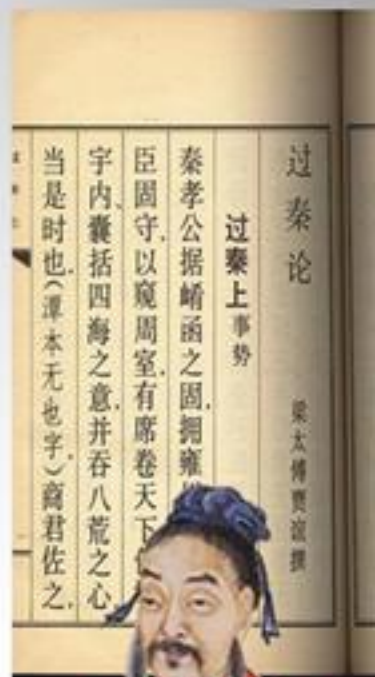 过秦论
梁太傅贾谊撰
过秦上 事势
秦孝公据崤函之固,拥雍
臣固守,以窥周室,有席卷天下
宇内、囊括四海之意,并吞八荒之心,
当是时也,(潭本无也字,)商君佐之,